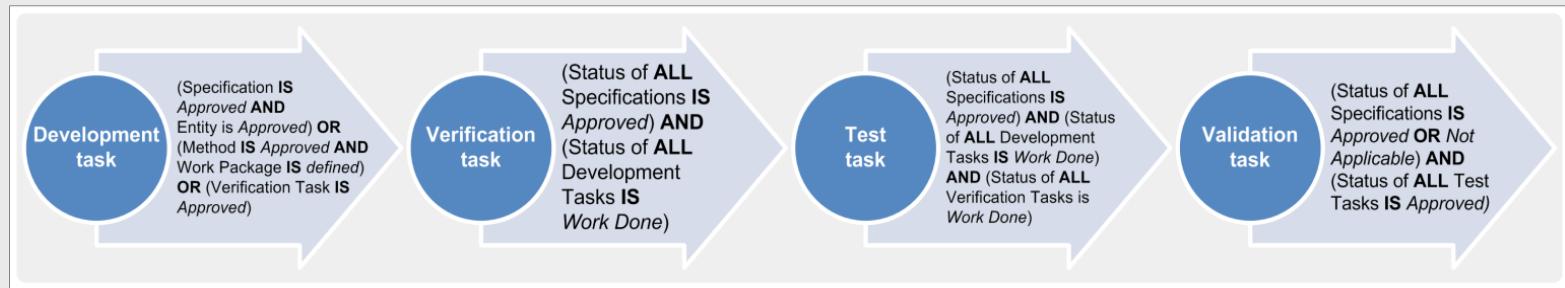 Development
task
(Specification IS
Approved AND
Entity is Approved) OR
(Method IS Approved AND
Work Package IS defined)
OR (Verification Task IS
Approved)
Verification
task
(Status of ALL
Specifications IS
Approved) AND
(Status of ALL
Development
Tasks IS
Work Done)
Test
task
(Status of ALL
Specifications IS
Approved) AND (Status
of ALL Development
Tasks IS Work Done)
AND (Status of ALL
Verification Tasks is
Work Done)
Validation
task
(Status of ALL
Specifications IS
Approved OR Not
Applicable) AND
(Status of ALL Test
Tasks IS Approved)